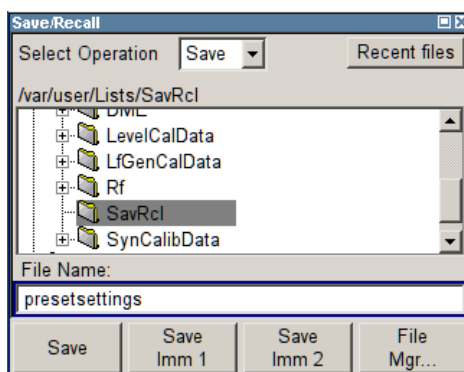 Save/Recall
Select Operation Save Recent files
/var/user/Lists/SavRcl
DME
LevelCalData
LfGenCalData
Rf
SavRcl
SynCalibData
File Name:
presetsettings
Save Save Imm 1 Save Imm 2 File Mgr...